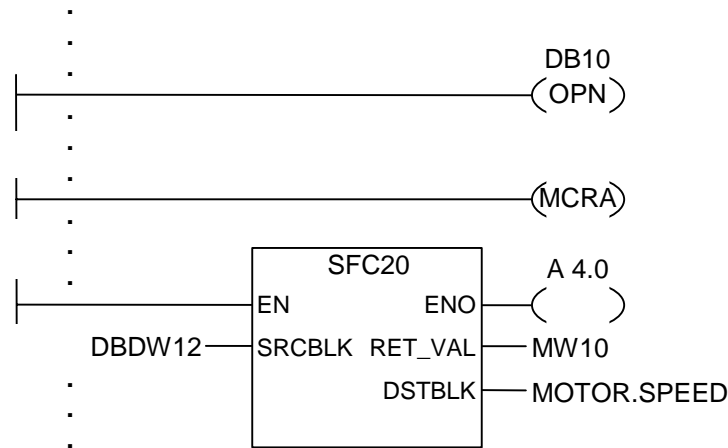 DB10
OPN
MCRA
SFC20
A 4.0
EN ENO
DBDW12 SRCBLK RET_VAL MW10
DSTBLK MOTOR.SPEED